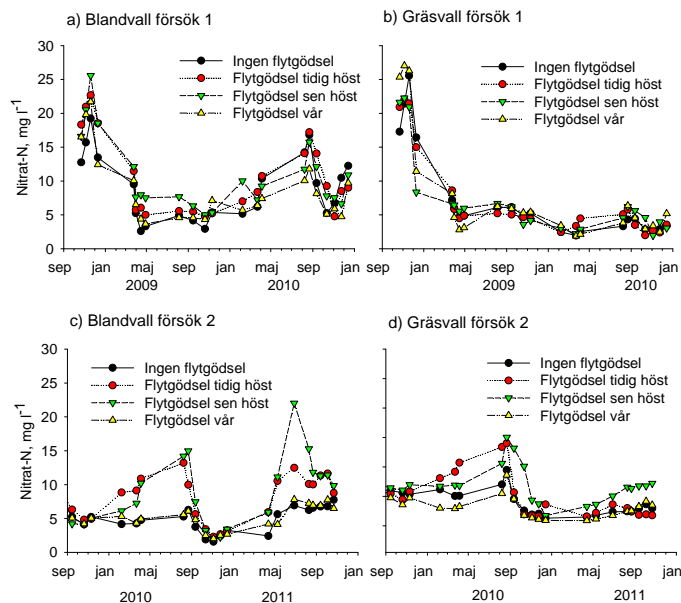 a) Blandvall försök 1
b) Gräsvall försök 1
Nitrat-N, mg l-1
30
25
20
15
10
5
0
Ingen flytgödsel
Flytgödsel tidig höst
Flytgödsel sen höst
Flytgödsel vår
Ingen flytgödsel
Flytgödsel tidig höst
Flytgödsel sen höst
Flytgödsel vår
sep jan maj sep jan maj sep jan
2009 2010
sep jan maj sep jan maj sep jan
2009 2010
c) Blandvall försök 2
d) Gräsvall försök 2
Nitrat-N, mg l-1
30
25
20
15
10
5
0
Ingen flytgödsel
Flytgödsel tidig höst
Flytgödsel sen höst
Flytgödsel vår
Ingen flytgödsel
Flytgödsel tidig höst
Flytgödsel sen höst
Flytgödsel vår
sep jan maj sep jan maj sep jan
2010 2011
sep jan maj sep jan maj sep jan
2010 2011